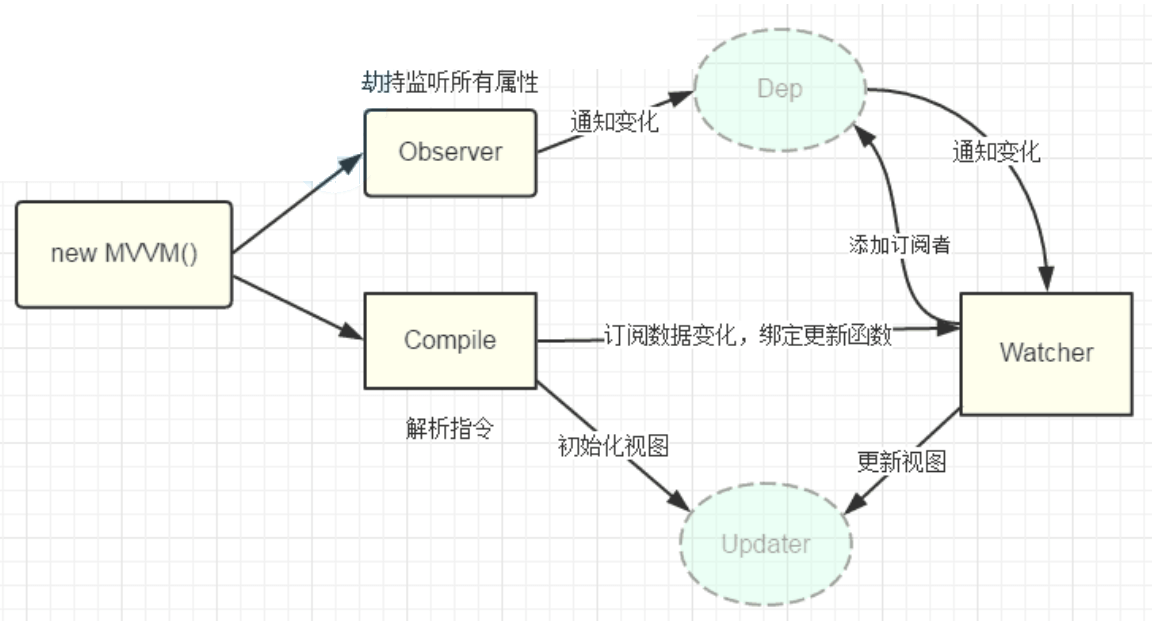 劫持监听所有属性
Dep
通知变化
Observer
通知变化
new MVVM()
添加订阅者
Compile
订阅数据变化，绑定更新函数
Watcher
解析指令
初始化视图
更新视图
Updater